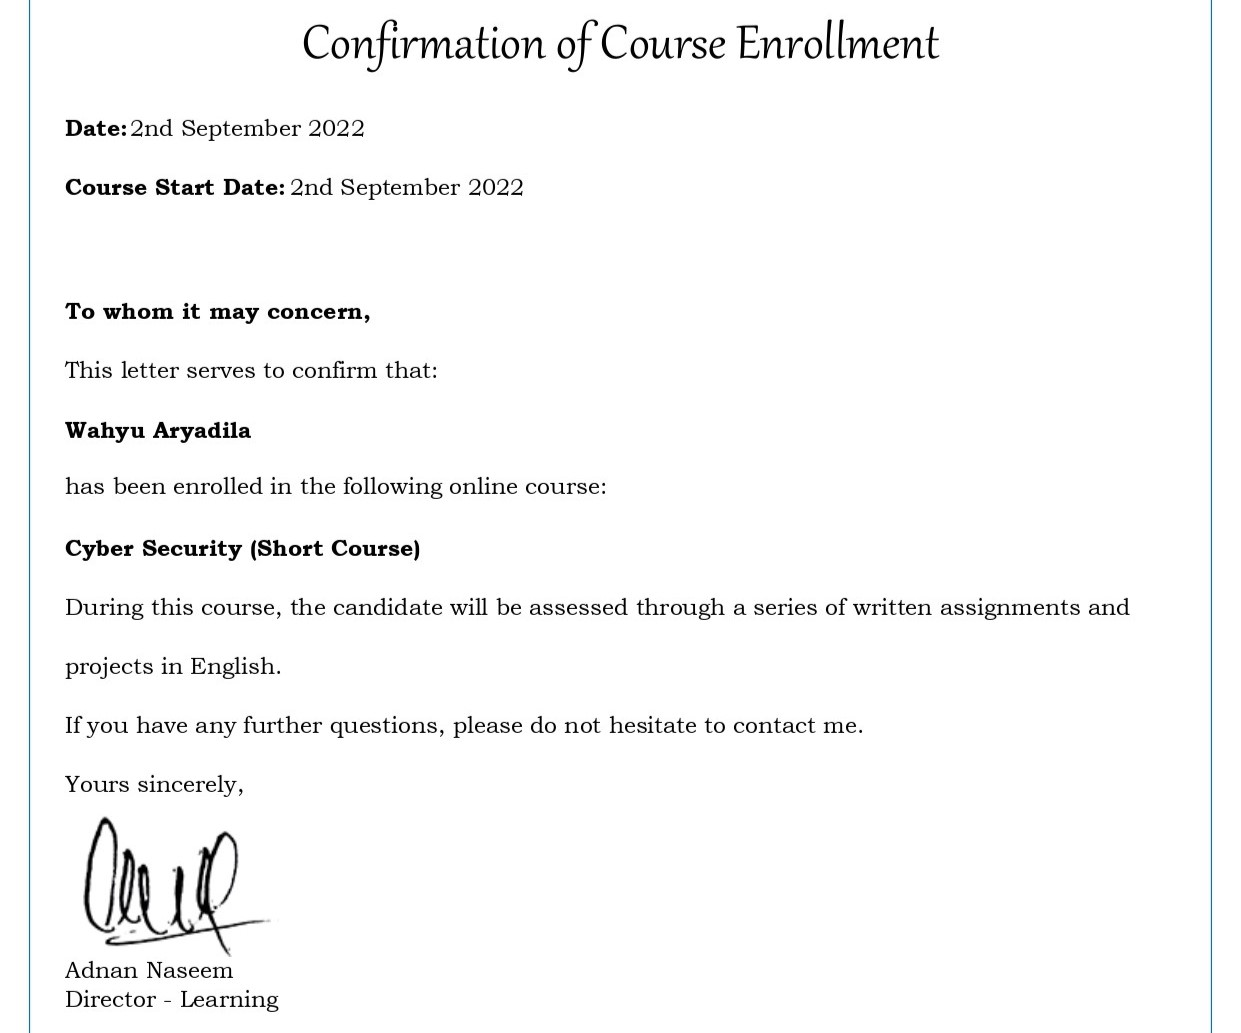 Confirmation of Course Enrollment
Date: 2nd September 2022
Course Start Date: 2nd September 2022
To whom it may concern,
This letter serves to confirm that:
Wahyu Aryadila
has been enrolled in the following online course:
Cyber Security (Short Course)
During this course, the candidate will be assessed through a series of written assignments and
projects in English.
If you have any further questions, please do not hesitate to contact me.
Yours sincerely,
Adnan Naseem
Director - Learning